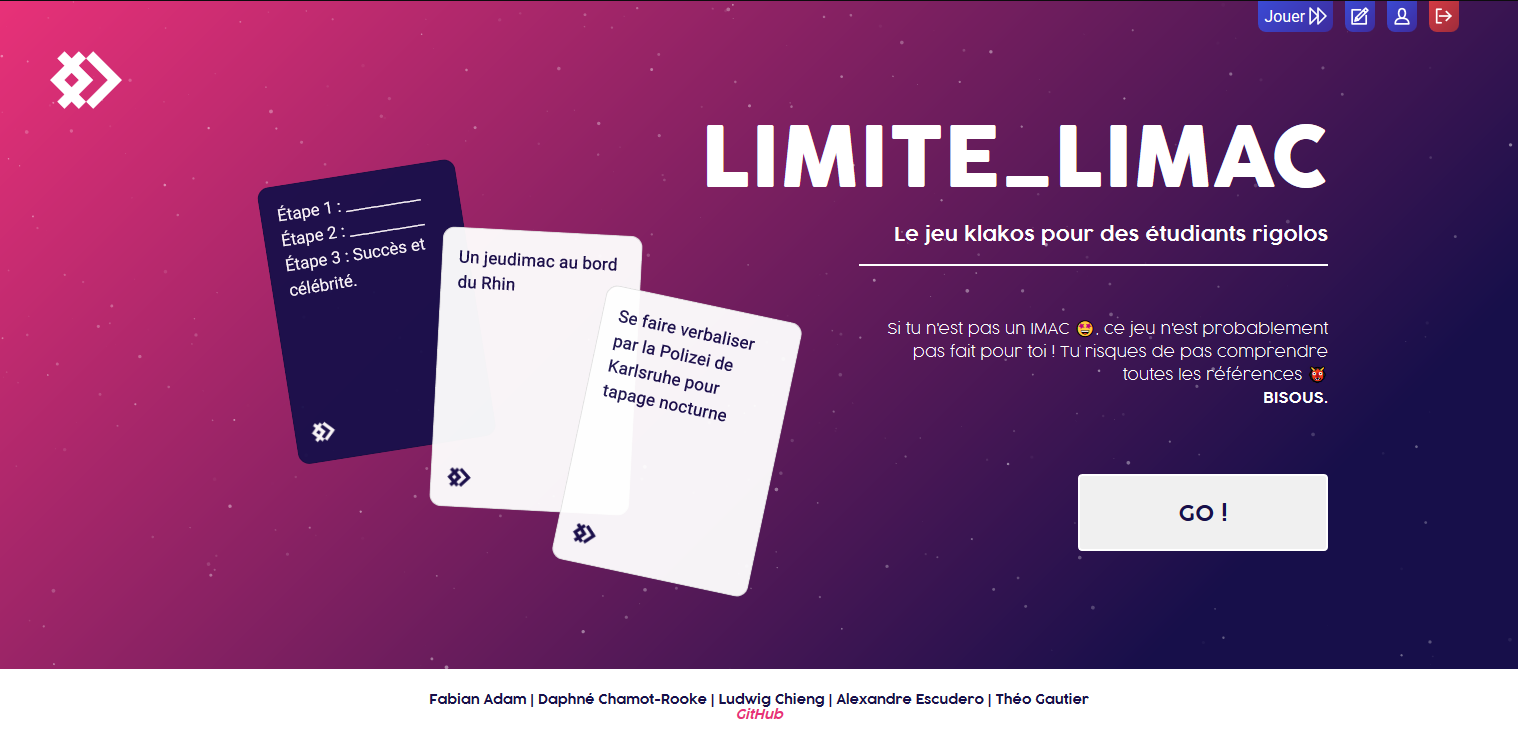 Jouer
LIMITE_LIMAC
Le jeu klakos pour des étudiants rigolos
Étape 1 : _________
Étape 2 : _________
Étape 3 : Succès et
célébrité.
Un jeudimac au bord
du Rhin
Se faire verbaliser
par la Polizei de
Karlsruhe pour
tapage nocturne
Si tu n'est pas un IMAC 🤩, ce jeu n'est probablement
pas fait pour toi ! Tu risques de pas comprendre
toutes les références 👹
BISOUS.
GO !
Fabian Adam | Daphné Chamot-Rooke | Ludwig Chieng | Alexandre Escudero | Théo Gautier
GitHub